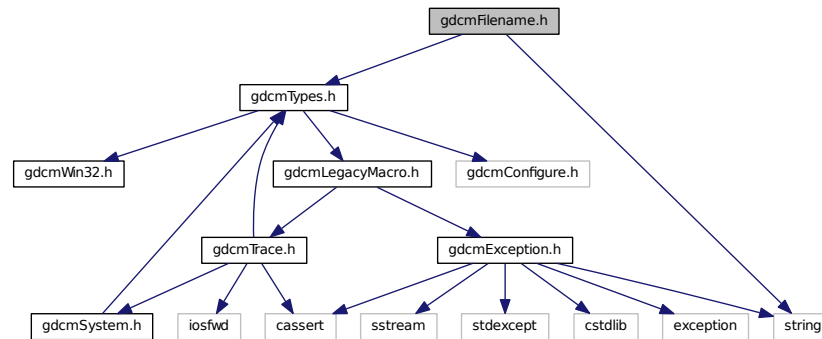 gdcmFilename.h
gdcmTypes.h
gdcmWin32.h
gdcmLegacyMacro.h
gdcmConfigure.h
gdcmTrace.h
gdcmException.h
gdcmSystem.h
iosfwd
cassert
sstream
stdexcept
cstdlib
exception
string